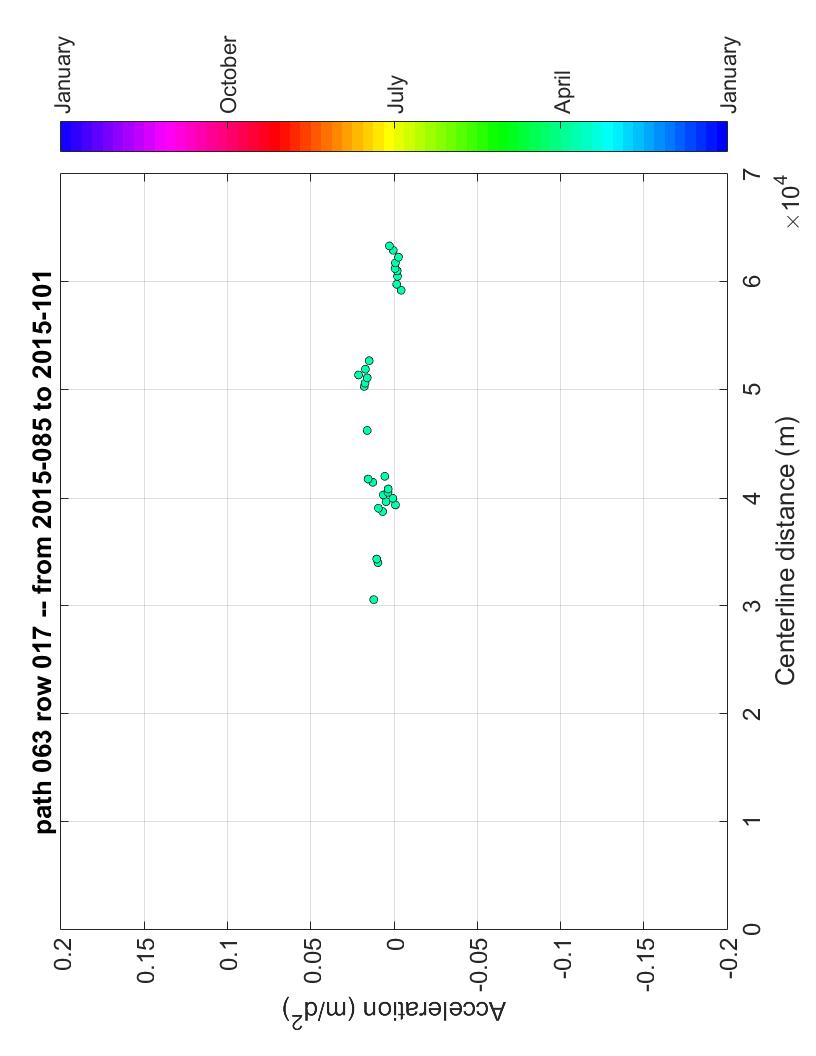 path 063 row 017 -- from 2015-085 to 2015-101
Acceleration (m/d²)
0.2
0.15
0.1
0.05
0
-0.05
-0.1
-0.15
-0.2
0
1
2
3
4
5
6
7
×10⁴
Centerline distance (m)
January
October
July
April
January